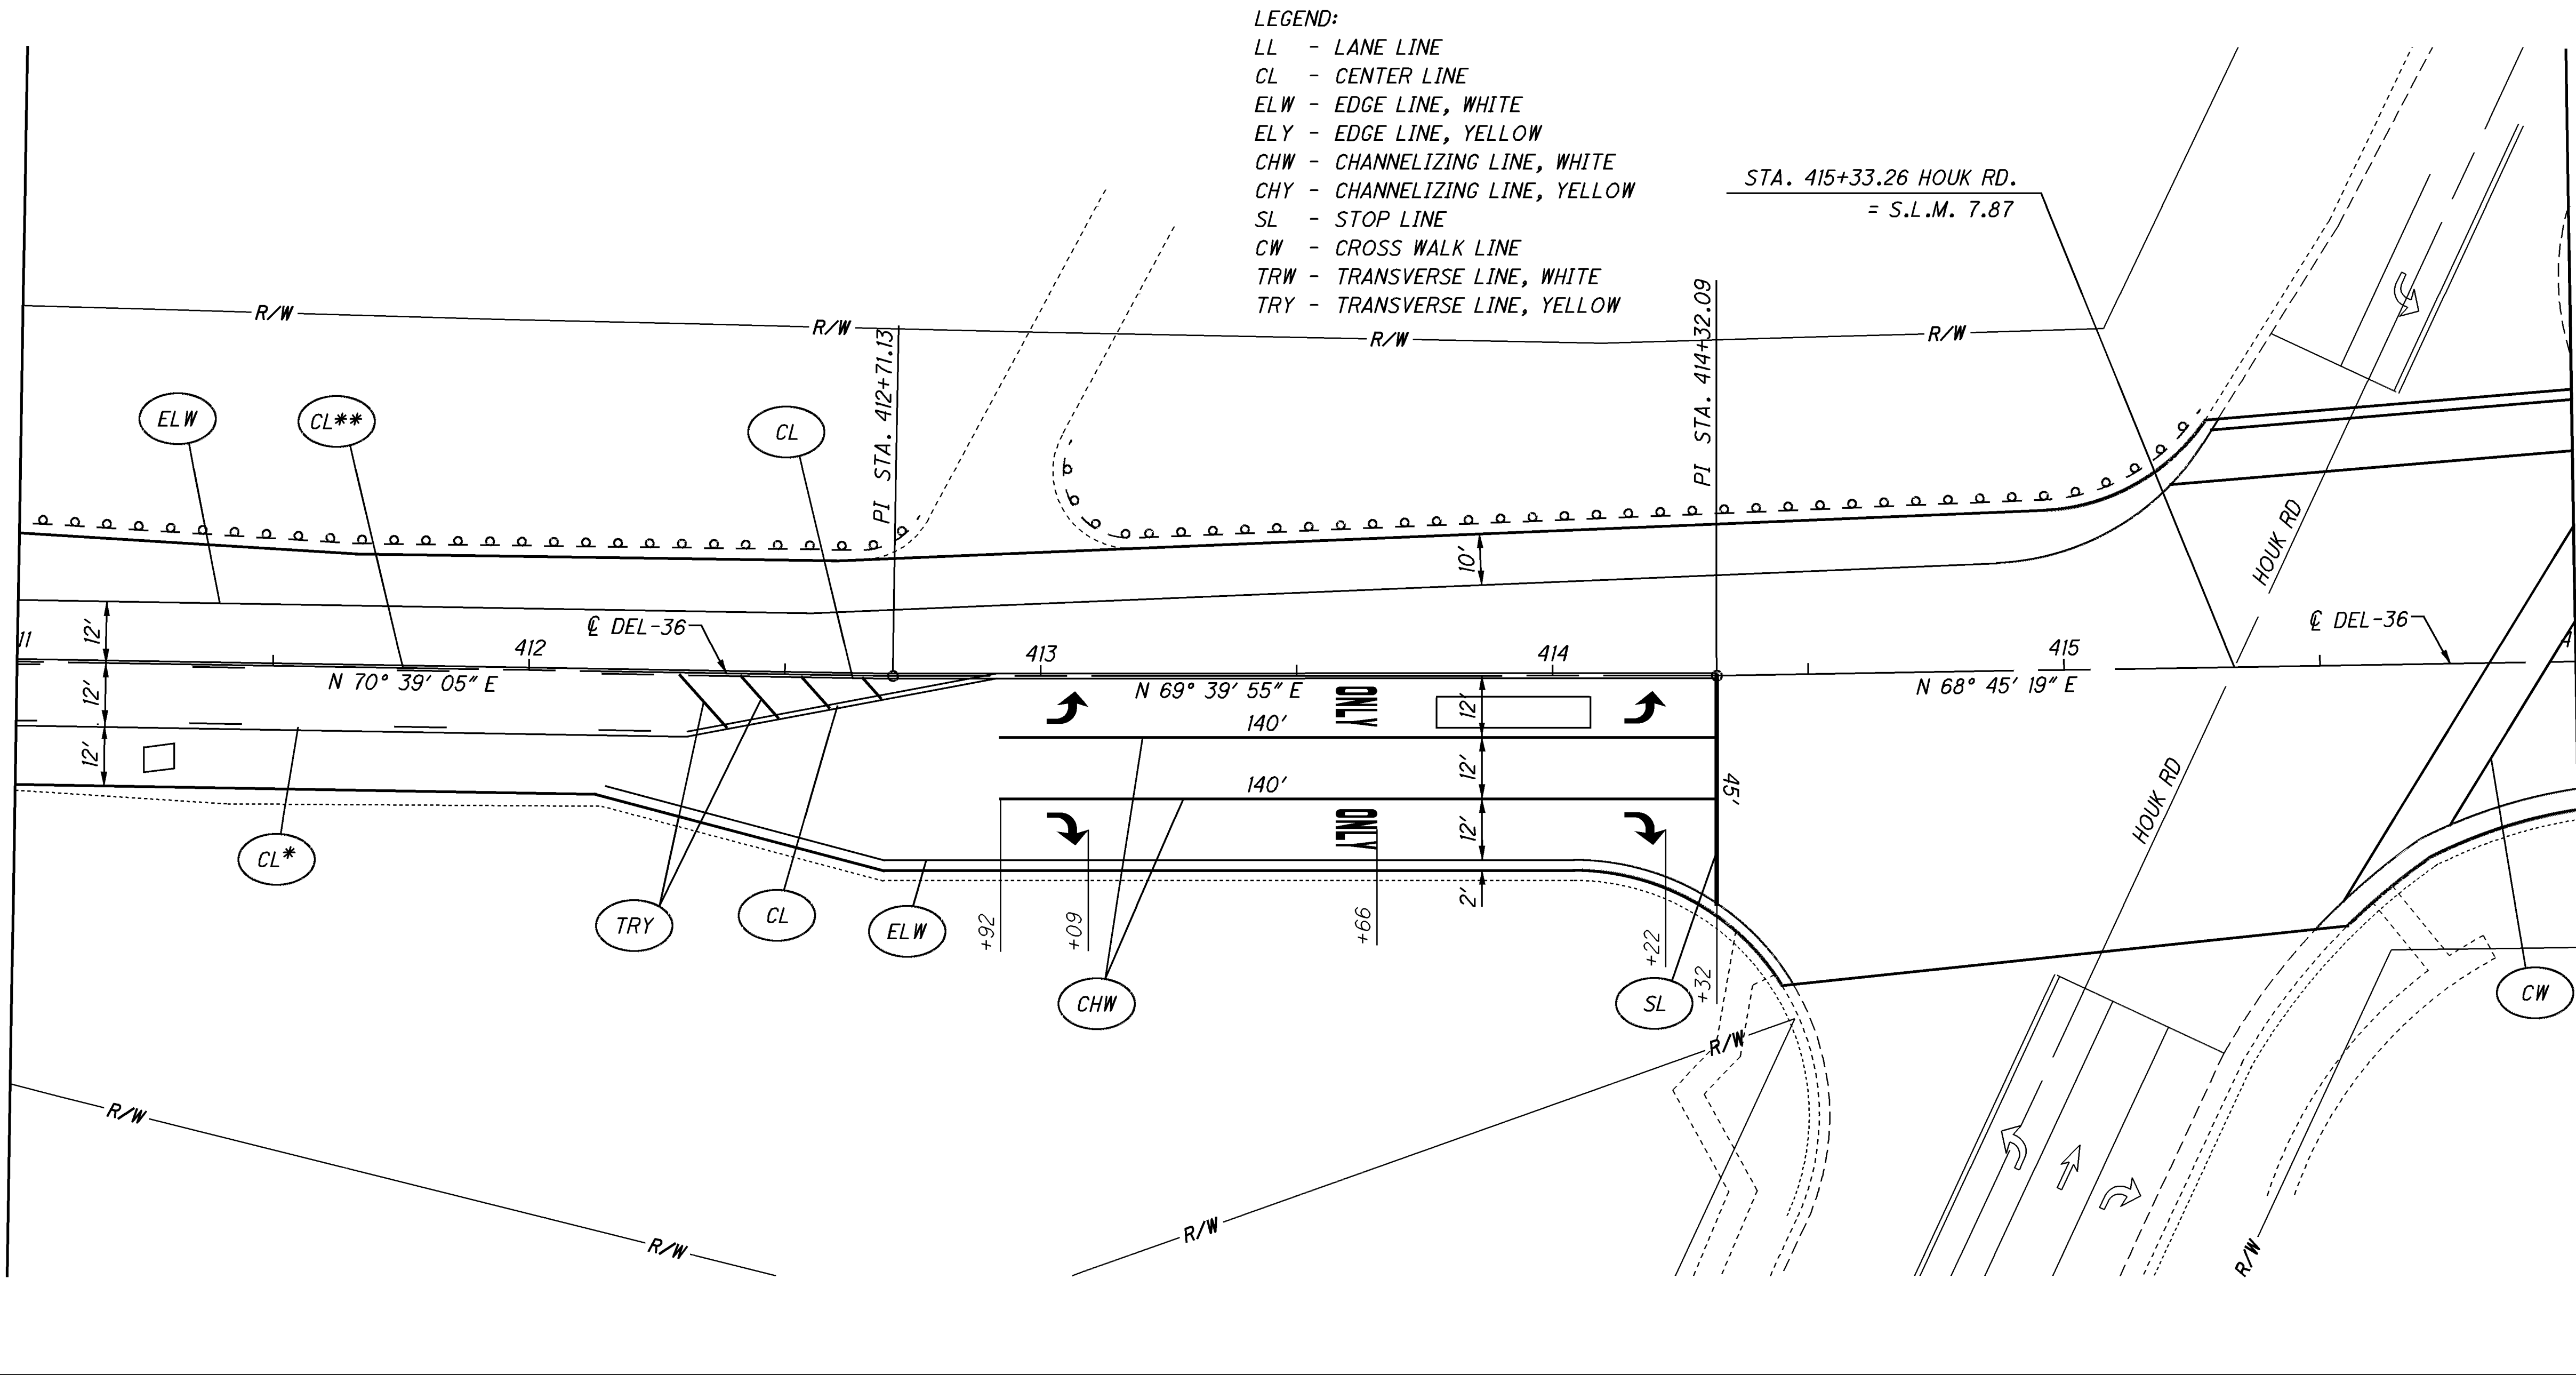 LEGEND:
LL - LANE LINE
CL - CENTER LINE
ELW - EDGE LINE, WHITE
ELY - EDGE LINE, YELLOW
CHW - CHANNELIZING LINE, WHITE
CHY - CHANNELIZING LINE, YELLOW
SL - STOP LINE
CW - CROSS WALK LINE
TRW - TRANSVERSE LINE, WHITE
TRY - TRANSVERSE LINE, YELLOW
STA. 415+33.26 HOUK RD.
= S.L.M. 7.87
R/W
R/W
R/W
R/W
PI STA. 412+71.13
PI STA. 414+32.09
ELW
CL**
CL
HOUK RD
10'
12'
11
412
℄ DEL-36
413
414
415
℄ DEL-36
4
N 70° 39' 05" E
N 69° 39' 55" E
N 68° 45' 19" E
12'
ONLY
12'
140'
12'
12'
140'
45'
HOUK RD
ONLY
12'
CL*
TRY
CL
ELW
+92
+09
+66
2'
+22
+32
CHW
SL
CW
R/W
R/W
R/W
R/W
R/W